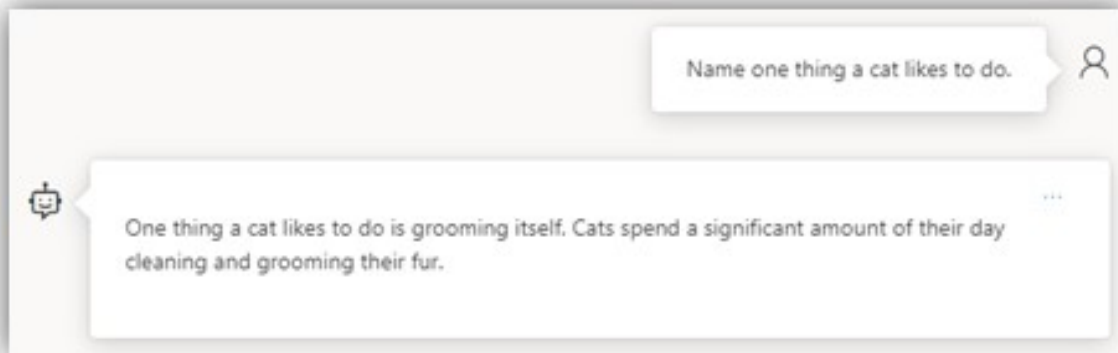 Name one thing a cat likes to do.
One thing a cat likes to do is grooming itself. Cats spend a significant amount of their day
cleaning and grooming their fur.